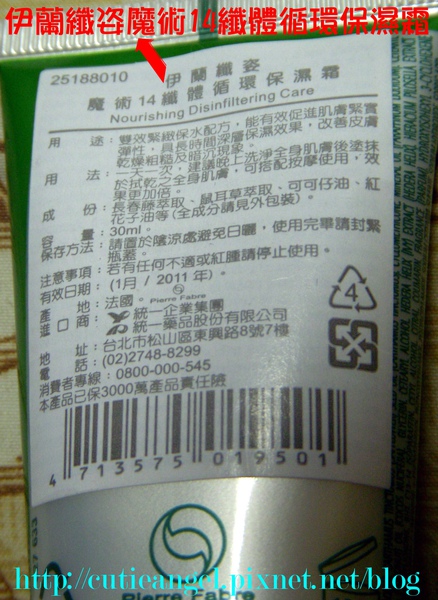 伊蘭纖姿魔術14纖體循環保濕霜
25188010
伊蘭纖姿
魔術14纖體循環保濕霜
Nourishing Disinfiltering Care
用途:雙效緊緻保水配方，能有效促進肌膚緊實
彈性，具長時間深層保濕效果，改善皮膚
乾燥粗糙及暗沉現象。
用法:一天一次，建議晚上洗淨全身肌膚後塗抹
於拭乾之全身肌膚，可搭配按摩使用，效
果更加倍。
成份:長春藤萃取、鼠耳草萃取、可可仔油、紅
花子油等(全成分請見外包裝)。
容量:30ml。
保存方法:請置於陰涼處避免日曬，使用完畢請封緊
瓶蓋。
注意事項:若有任何不適或紅腫請停止使用。
有效日期:(1月/2011年)。
產地:法國。Pierre Fabre
進口商:統一企業集團
統一藥品股份有限公司
地址:台北市松山區東興路8號7樓
電話:(02)2748-8299
消費者專線:0800-000-545
本產品已保3000萬產品責任險
4
4 713575 019501
Pierre Fabre
http://cutieangel.pixnet.net/blog